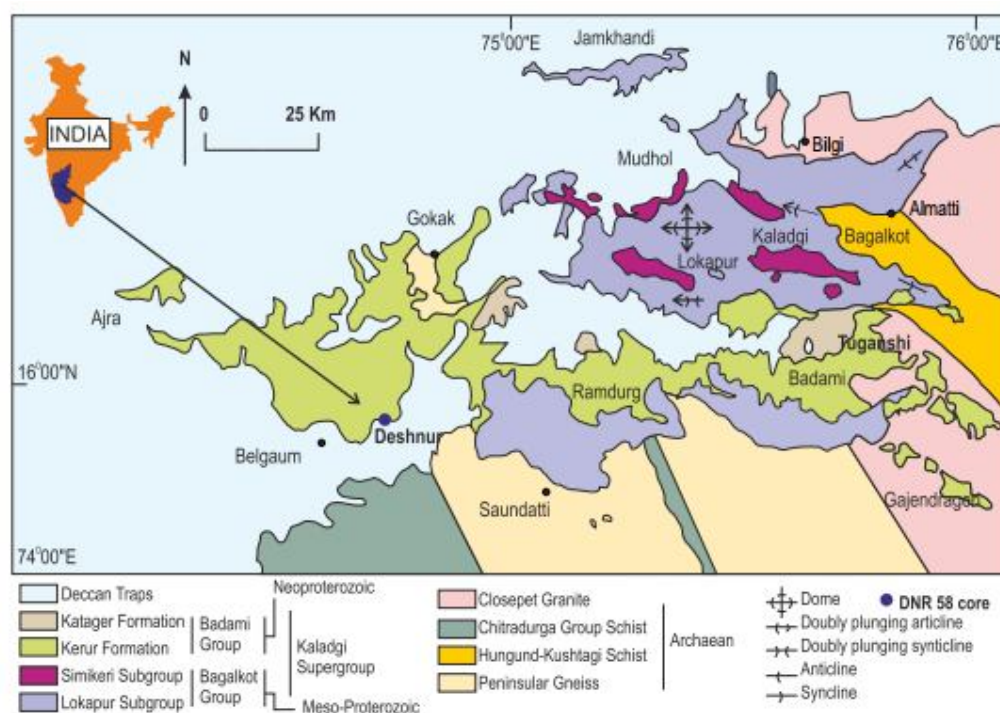 75°00"E
76°00"E
Jamkhandi
N
0 25 Km
INDIA
Bilgi
Mudhol
Almatti
Gokak
Kaladgi
Bagalkot
Lokapur
Ajra
Tuganshi
16°00"N
Ramdurg
Badami
Deshnur
Belgaum
Saundatti
Gajendragarh
74°00"E
Deccan Traps
Katager Formation
Kerur Formation
Simikeri Subgroup
Lokapur Subgroup
Badami
Group
Bagalkot
Group
Neoproterozoic
Kaladgi
Supergroup
Meso-Proterozoic
Closepet Granite
Chitradurga Group Schist
Hungund-Kushtagi Schist
Peninsular Gneiss
Archaean
Dome
DNR 58 core
Doubly plunging articline
Doubly plunging synticline
Anticline
Syncline